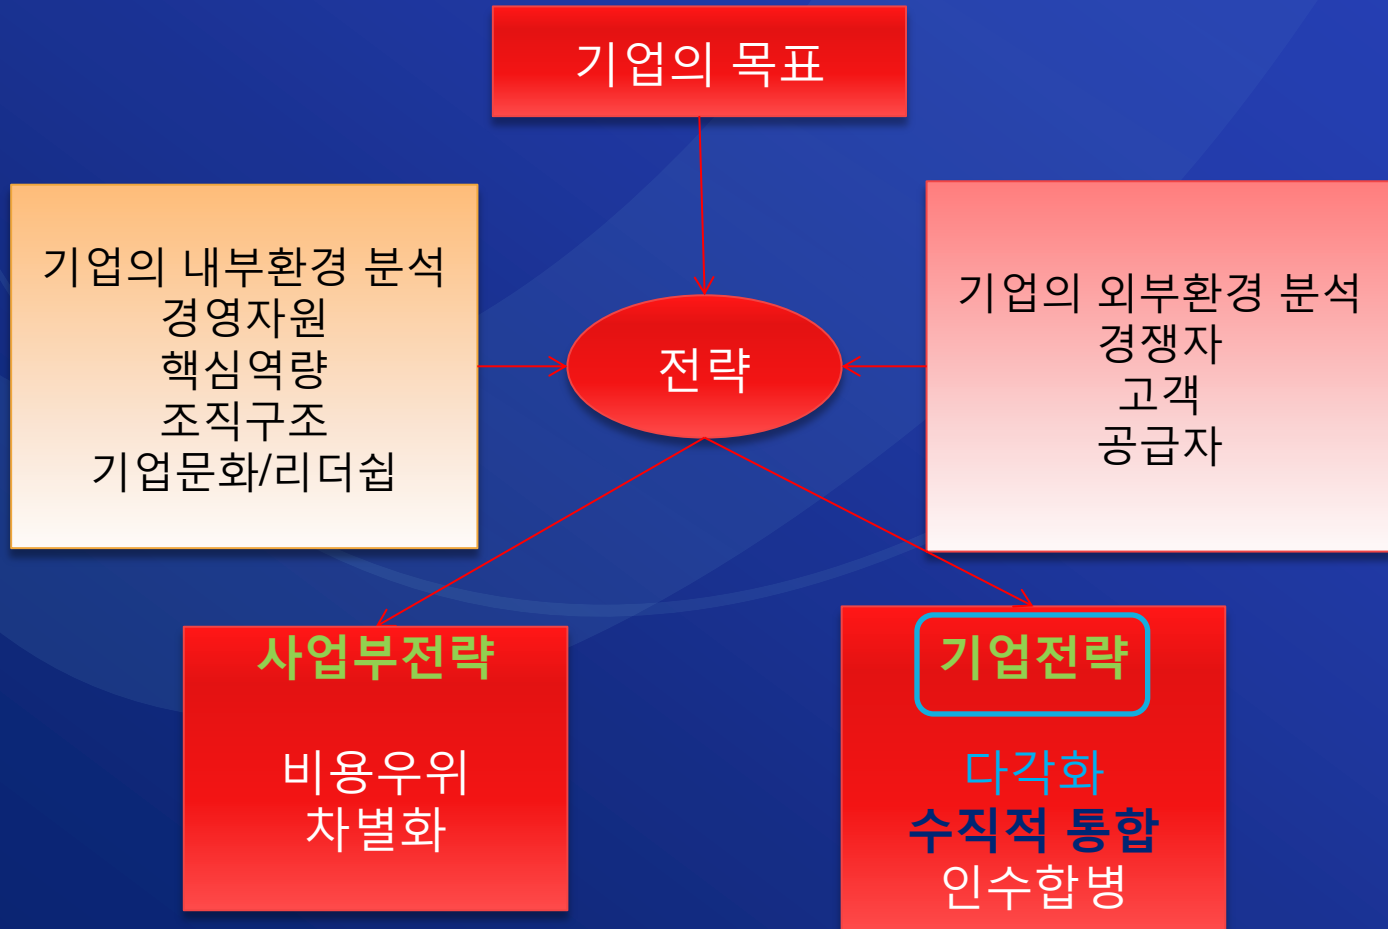 기업의 목표
기업의 내부환경 분석
경영자원
핵심역량
조직구조
기업문화/리더쉽
전략
기업의 외부환경 분석
경쟁자
고객
공급자
사업부전략
비용우위
차별화
기업전략
다각화
수직적 통합
인수합병